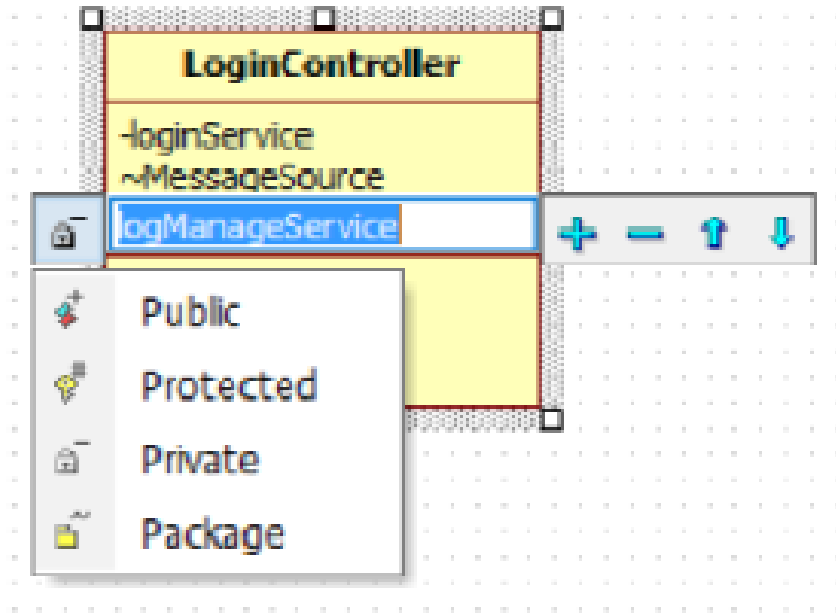 LoginController
-loginService
~MessageSource
logManageService
Public
Protected
Private
Package